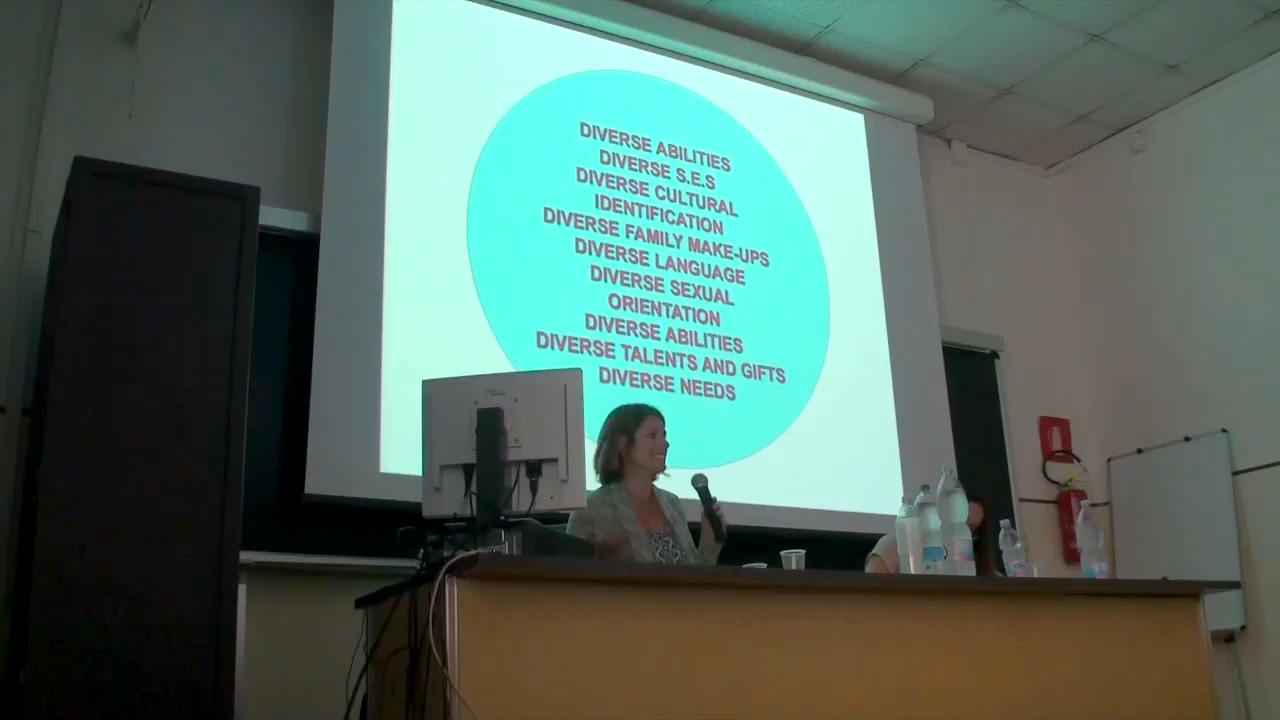 DIVERSE ABILITIES
DIVERSE S.E.S
DIVERSE CULTURAL
IDENTIFICATION
DIVERSE FAMILY MAKE-UPS
DIVERSE LANGUAGE
DIVERSE SEXUAL
ORIENTATION
DIVERSE ABILITIES
DIVERSE TALENTS AND GIFTS
DIVERSE NEEDS